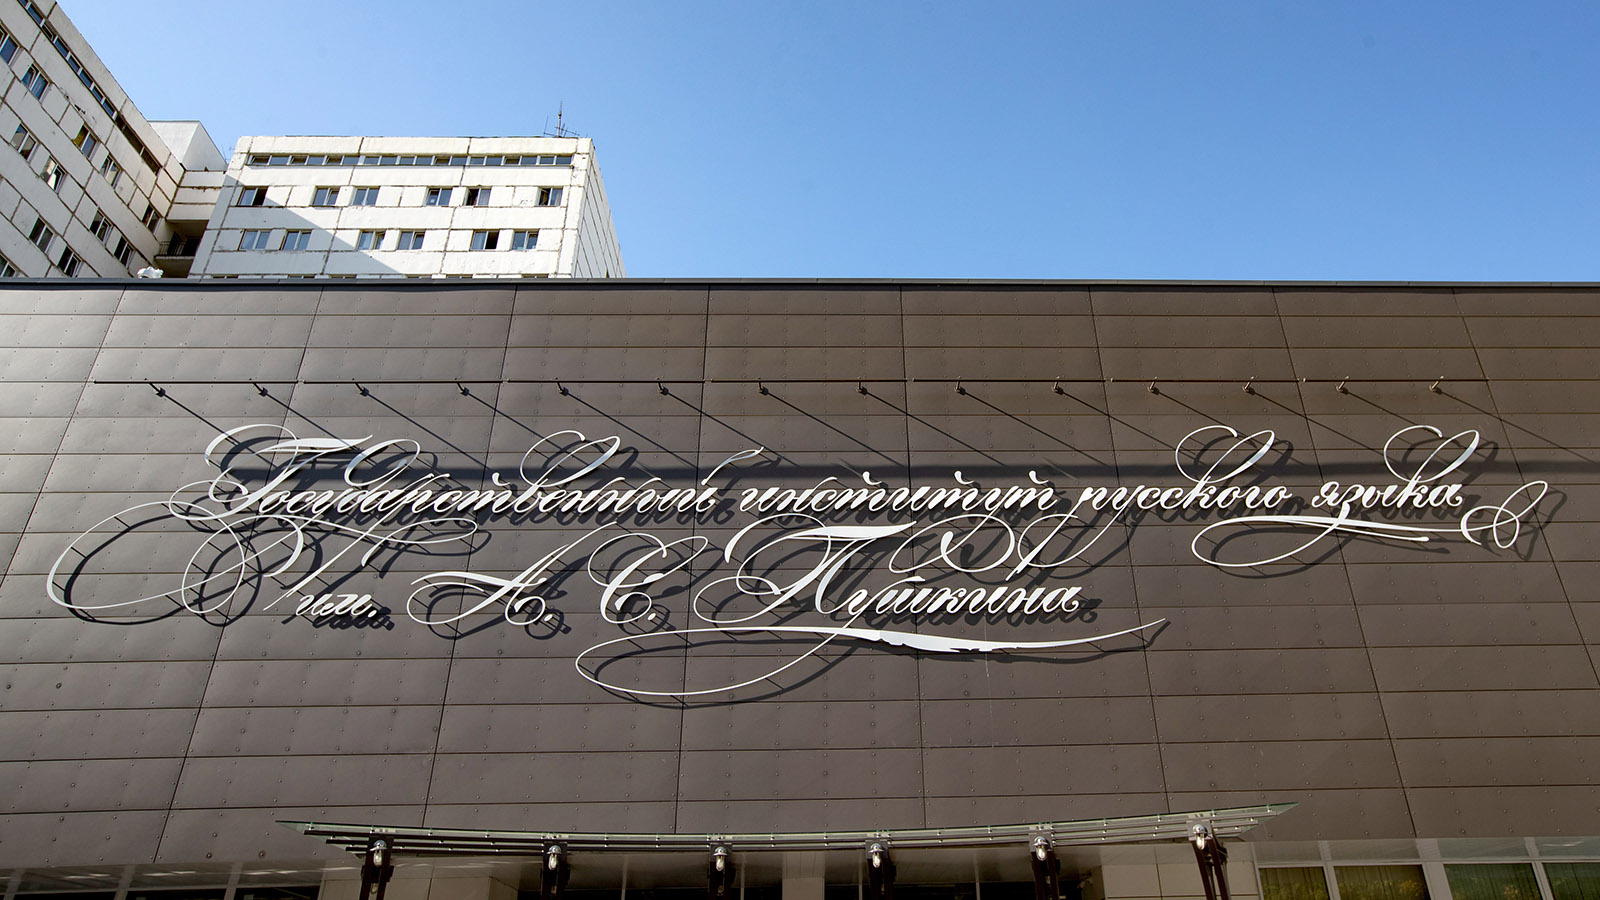 Государственный институт русского языка
им. А. С. Пушкина